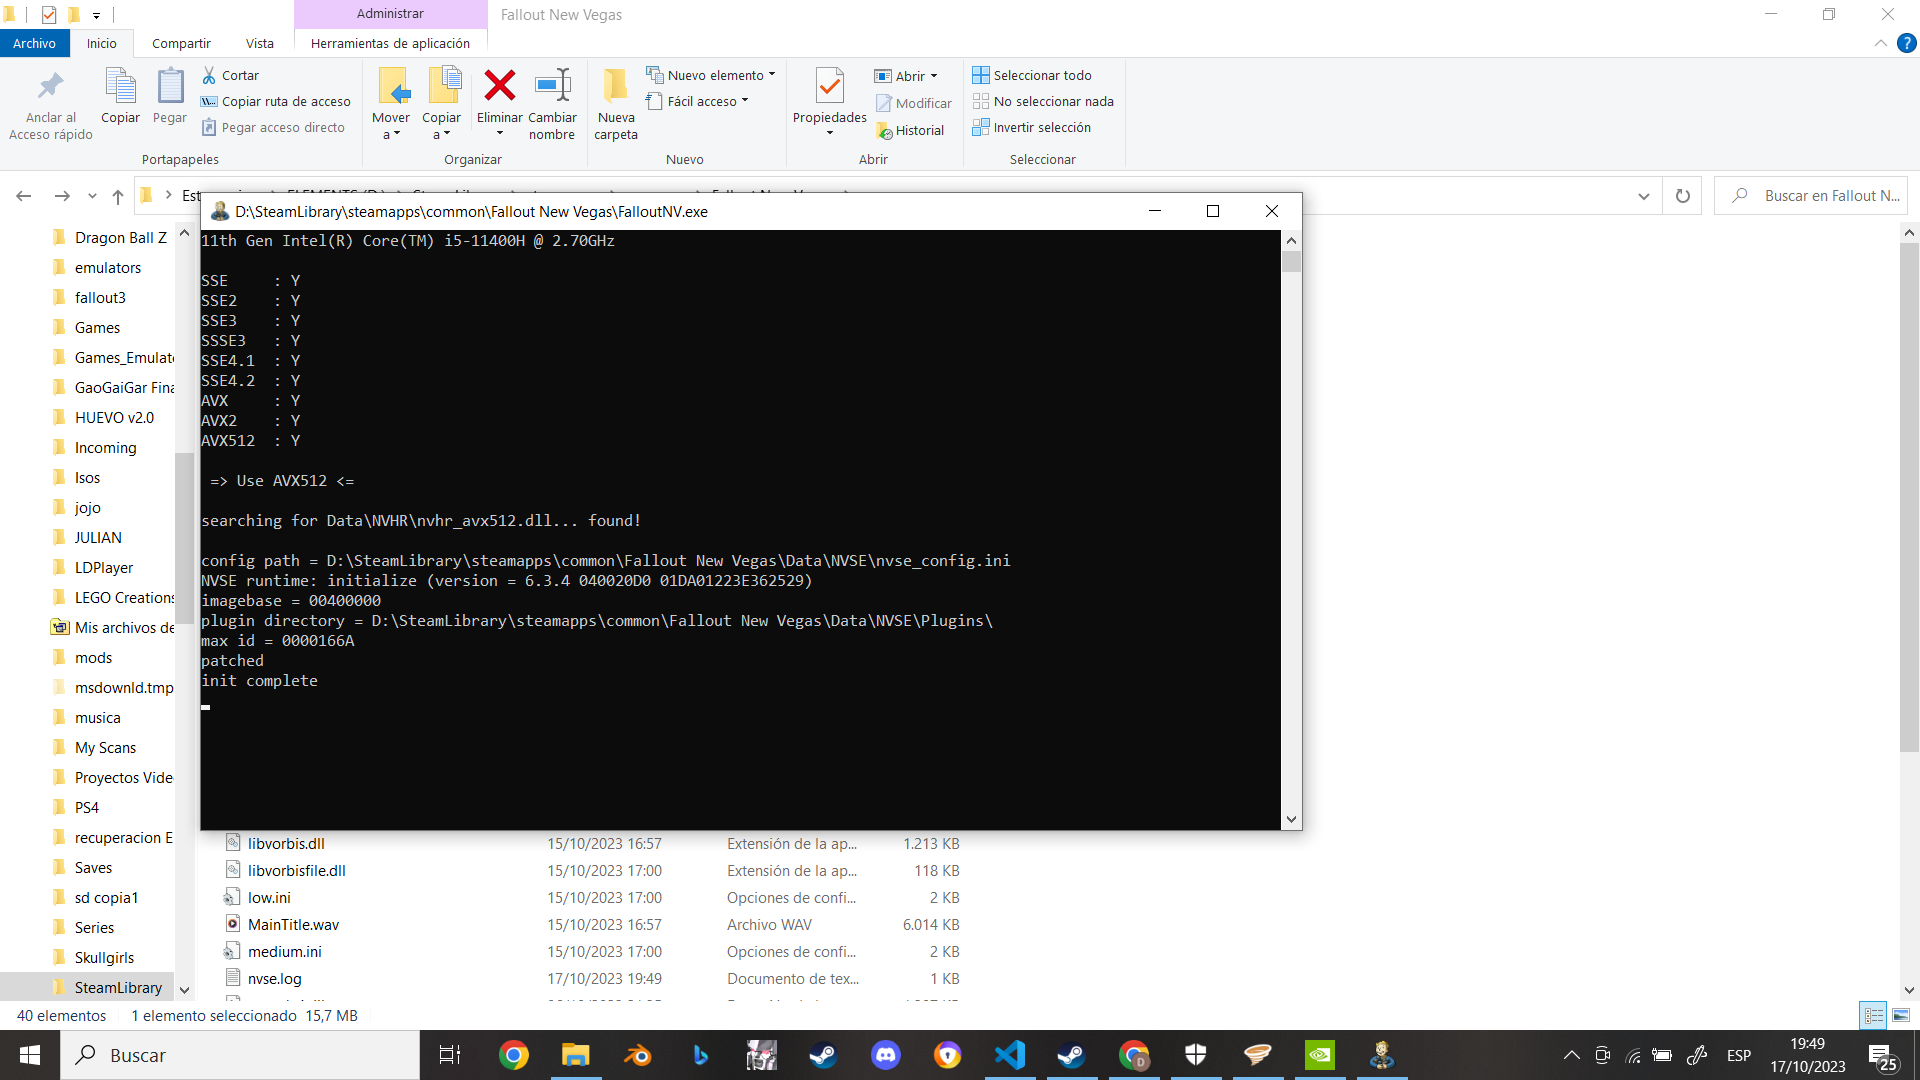 Administrar
Fallout New Vegas
Archivo
Inicio
Compartir
Vista
Herramientas de aplicación
Anclar al
Acceso rápido
Copiar
Pegar
Cortar
Copiar ruta de acceso
Pegar acceso directo
Portapapeles
Mover
a
Copiar
a
Eliminar
Cambiar
nombre
Organizar
Nueva
carpeta
Nuevo elemento
Fácil acceso
Nuevo
Propiedades
Abrir
Modificar
Historial
Abrir
Seleccionar todo
No seleccionar nada
Invertir selección
Seleccionar
Buscar en Fallout N...
D:\SteamLibrary\steamapps\common\Fallout New Vegas\FalloutNV.exe
11th Gen Intel(R) Core(TM) i5-11400H @ 2.70GHz
SSE : Y
SSE2 : Y
SSE3 : Y
SSSE3 : Y
SSE4.1 : Y
SSE4.2 : Y
AVX : Y
AVX2 : Y
AVX512 : Y
=> Use AVX512 <=
searching for Data\NVHR\nvhr_avx512.dll... found!
config path = D:\SteamLibrary\steamapps\common\Fallout New Vegas\Data\NVSE\nvse_config.ini
NVSE runtime: initialize (version = 6.3.4 040020D0 01DA01223E362529)
imagebase = 00400000
plugin directory = D:\SteamLibrary\steamapps\common\Fallout New Vegas\Data\NVSE\Plugins\
max id = 0000166A
patched
init complete
Dragon Ball Z
emulators
fallout3
Games
Games_Emulat
GaoGaiGar Fina
HUEVO v2.0
Incoming
Isos
jojo
JULIAN
LDPlayer
LEGO Creations
Mis archivos de
mods
msdownld.tmp
musica
My Scans
Proyectos Vide
PS4
recuperacion E
Saves
sd copia1
Series
Skullgirls
SteamLibrary
libvorbis.dll 15/10/2023 16:57 Extensión de la ap... 1.213 KB
libvorbisfile.dll 15/10/2023 17:00 Extensión de la ap... 118 KB
low.ini 15/10/2023 17:00 Opciones de confi... 2 KB
MainTitle.wav 15/10/2023 16:57 Archivo WAV 6.014 KB
medium.ini 15/10/2023 17:00 Opciones de confi... 2 KB
nvse.log 17/10/2023 19:49 Documento de tex... 1 KB
40 elementos 1 elemento seleccionado 15,7 MB
Buscar
ESP
19:49
17/10/2023
25